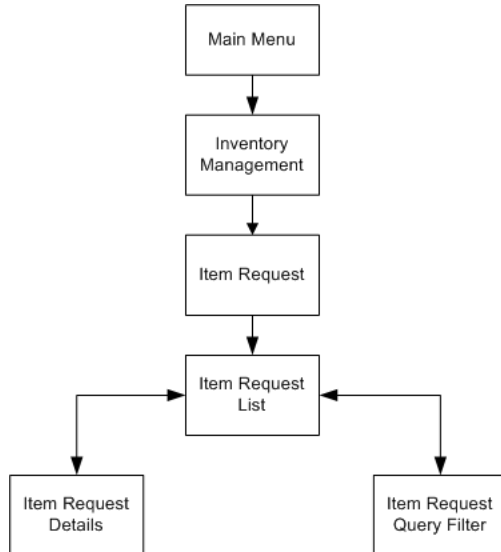 Main Menu
Inventory
Management
Item Request
Item Request
List
Item Request
Details
Item Request
Query Filter